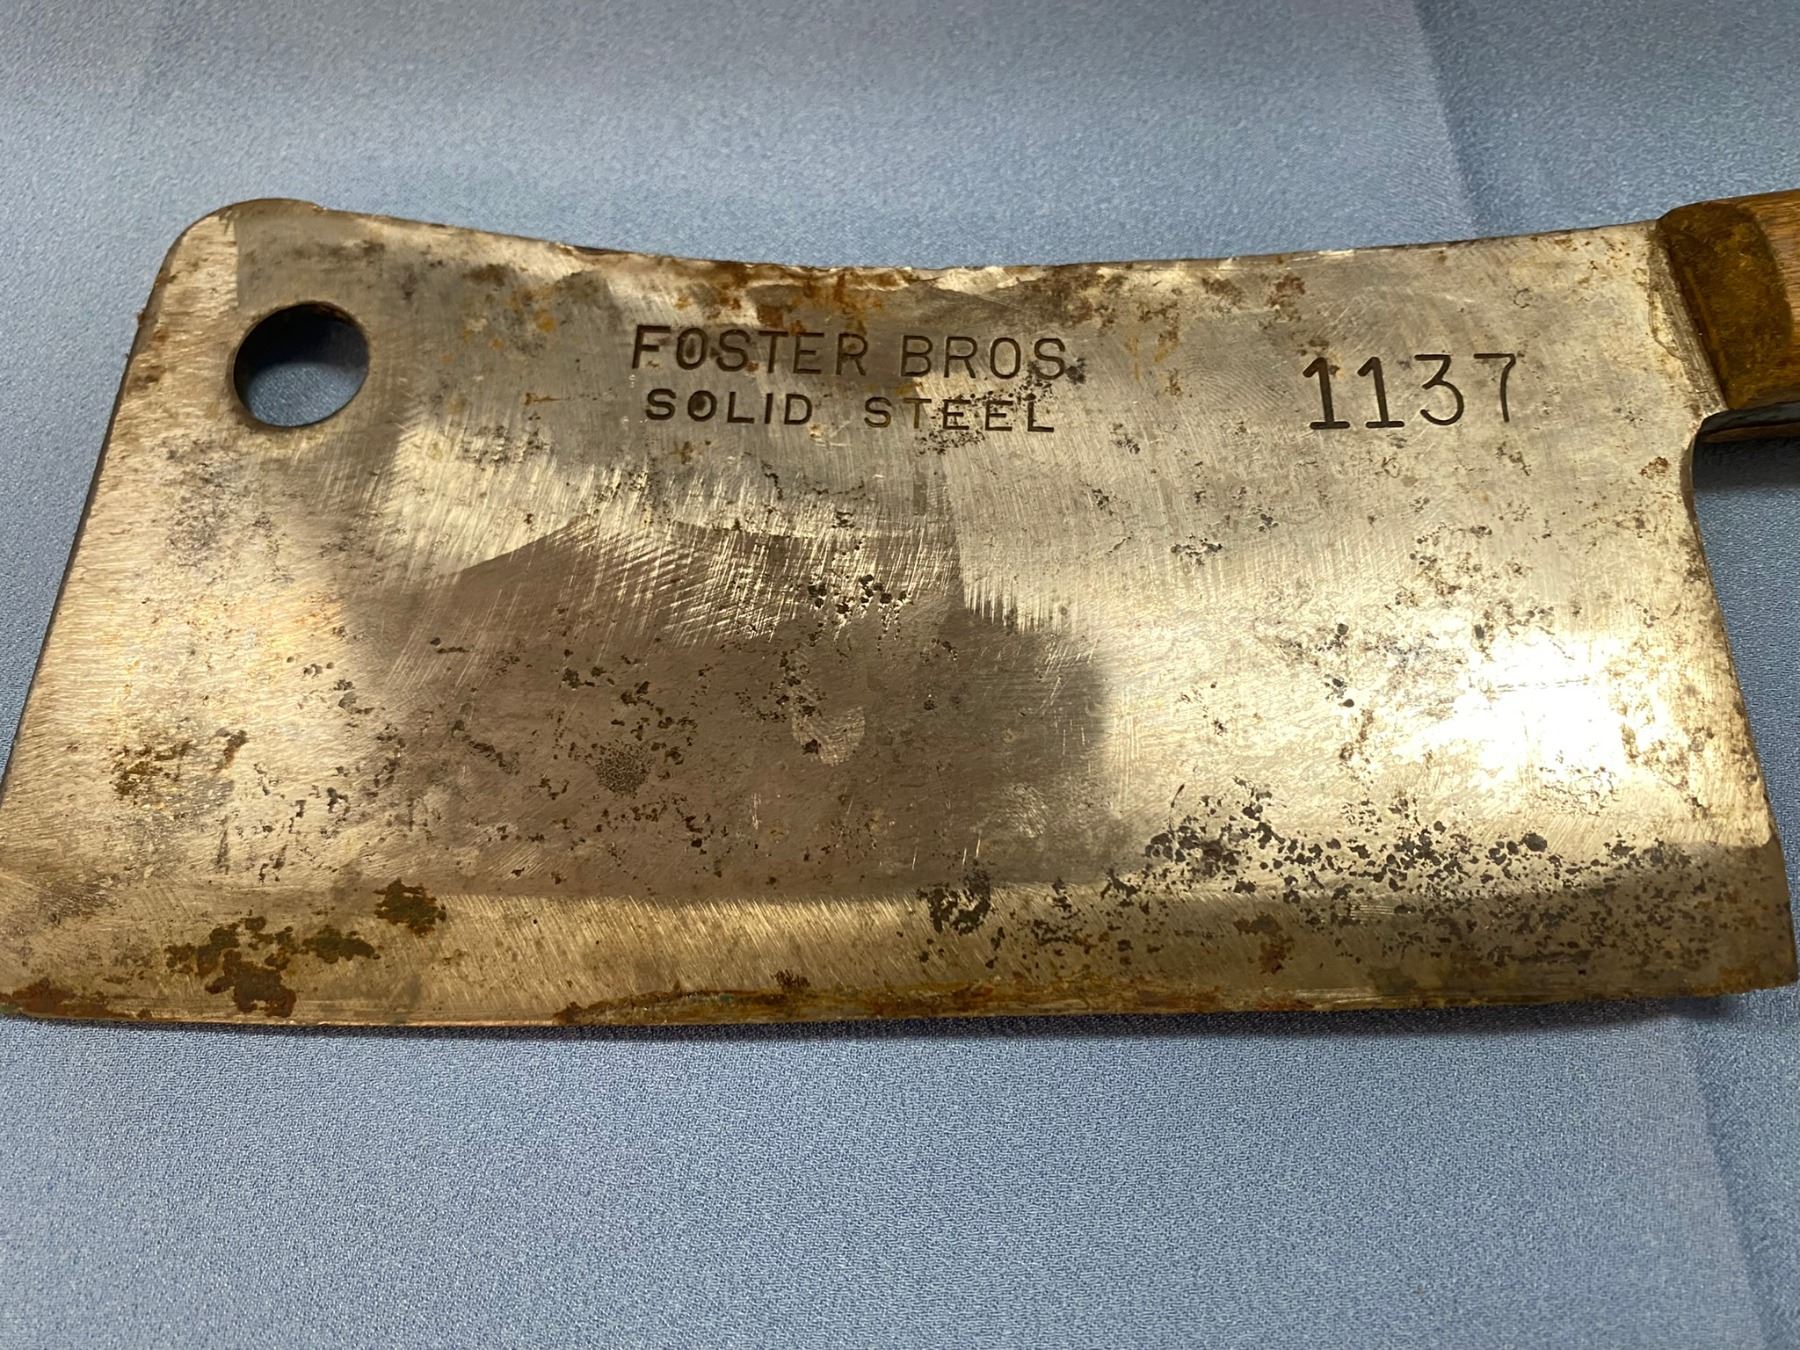 FOSTER BROS.
SOLID STEEL
1137